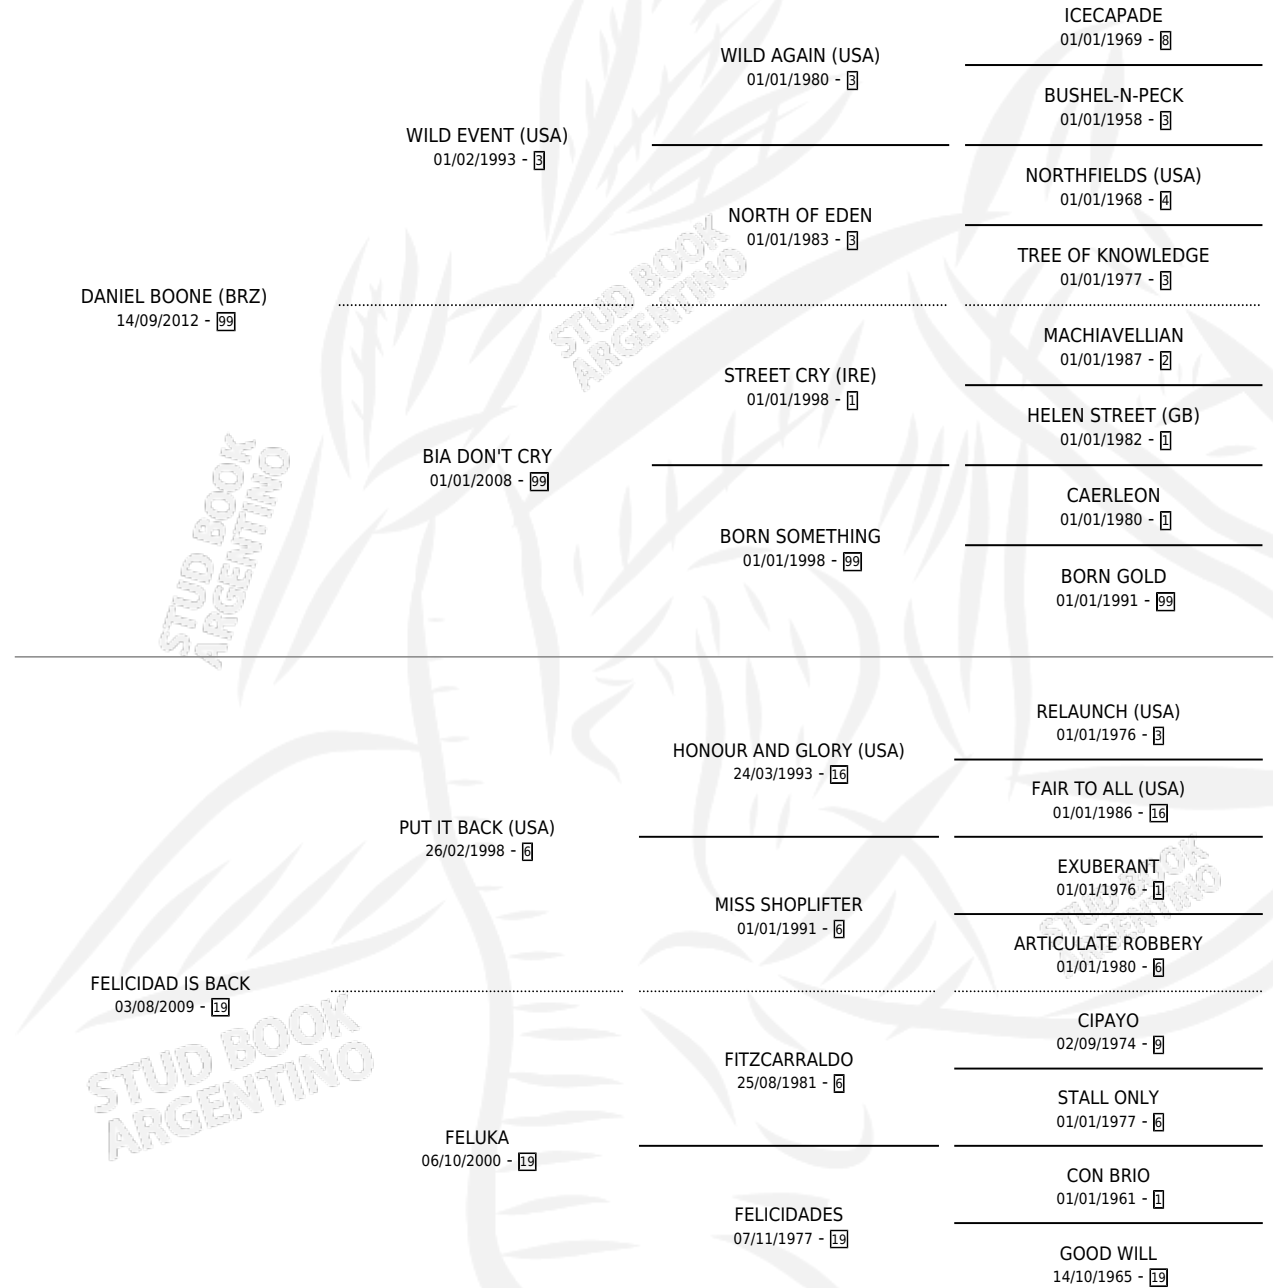 ICECAPADE
01/01/1969 - 8
WILD AGAIN (USA)
01/01/1980 - 3
BUSHEL-N-PECK
01/01/1958 - 3
WILD EVENT (USA)
01/02/1993 - 3
NORTHFIELDS (USA)
01/01/1968 - 4
NORTH OF EDEN
01/01/1983 - 3
TREE OF KNOWLEDGE
01/01/1977 - 3
DANIEL BOONE (BRZ)
14/09/2012 - 99
STUD BOOK
ARGENTINO
MACHIAVELLIAN
01/01/1987 - 2
STREET CRY (IRE)
01/01/1998 - 1
HELEN STREET (GB)
01/01/1982 - 1
BIA DON'T CRY
01/01/2008 - 99
CAERLEON
01/01/1980 - 1
BORN SOMETHING
01/01/1998 - 99
BORN GOLD
01/01/1991 - 99
STUD BOOK
ARGENTINO
RELAUNCH (USA)
01/01/1976 - 3
HONOUR AND GLORY (USA)
24/03/1993 - 16
FAIR TO ALL (USA)
01/01/1986 - 16
PUT IT BACK (USA)
26/02/1998 - 6
EXUBERANT
01/01/1976 - 1
MISS SHOPLIFTER
01/01/1991 - 6
STUD BOOK
ARGENTINO
ARTICULATE ROBBERY
01/01/1980 - 6
FELICIDAD IS BACK
03/08/2009 - 19
CIPAYO
02/09/1974 - 9
FITZCARRALDO
25/08/1981 - 6
STALL ONLY
01/01/1977 - 6
STUD BOOK
ARGENTINO
FELUKA
06/10/2000 - 19
CON BRIO
01/01/1961 - 1
FELICIDADES
07/11/1977 - 19
GOOD WILL
14/10/1965 - 19